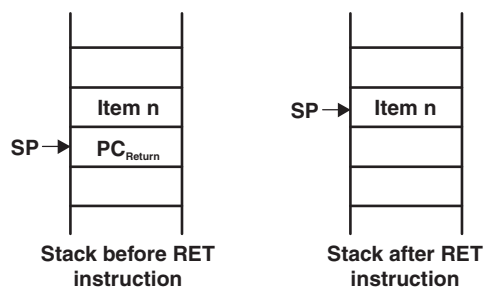 Item n
SP
PCReturn
Stack before RET
instruction
SP
Item n
Stack after RET
instruction